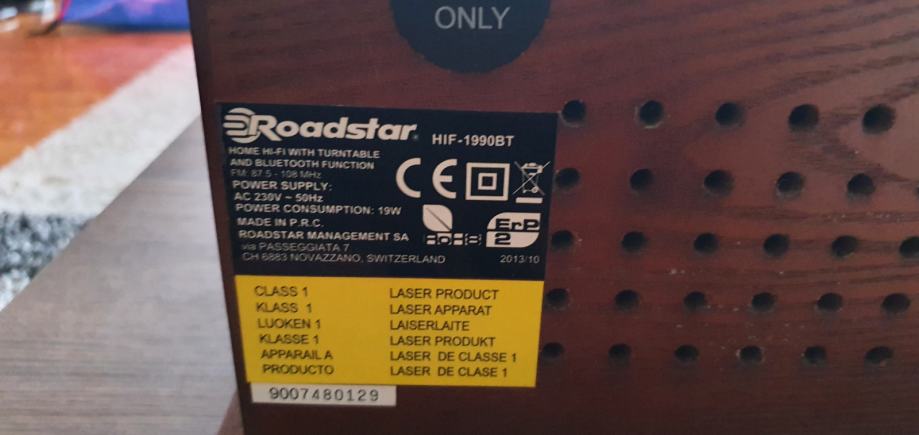 ONLY
Roadstar® HIF-1990BT
HOME HI-FI WITH TURNTABLE
AND BLUETOOTH FUNCTION
FM: 87.5 - 108 MHz
POWER SUPPLY:
AC 230V ~ 50Hz
POWER CONSUMPTION: 19W
MADE IN P.R.C.
ROADSTAR MANAGEMENT SA
via PASSEGGIATA 7
CH 6883 NOVAZZANO, SWITZERLAND
CE
RoHS
ErP
2
2013/10
CLASS 1 LASER PRODUCT
KLASS 1 LASER APPARAT
LUOKEN 1 LAISERLAITE
KLASSE 1 LASER PRODUKT
APPARAIL A LASER DE CLASSE 1
PRODUCTO LASER DE CLASE 1
9007480129